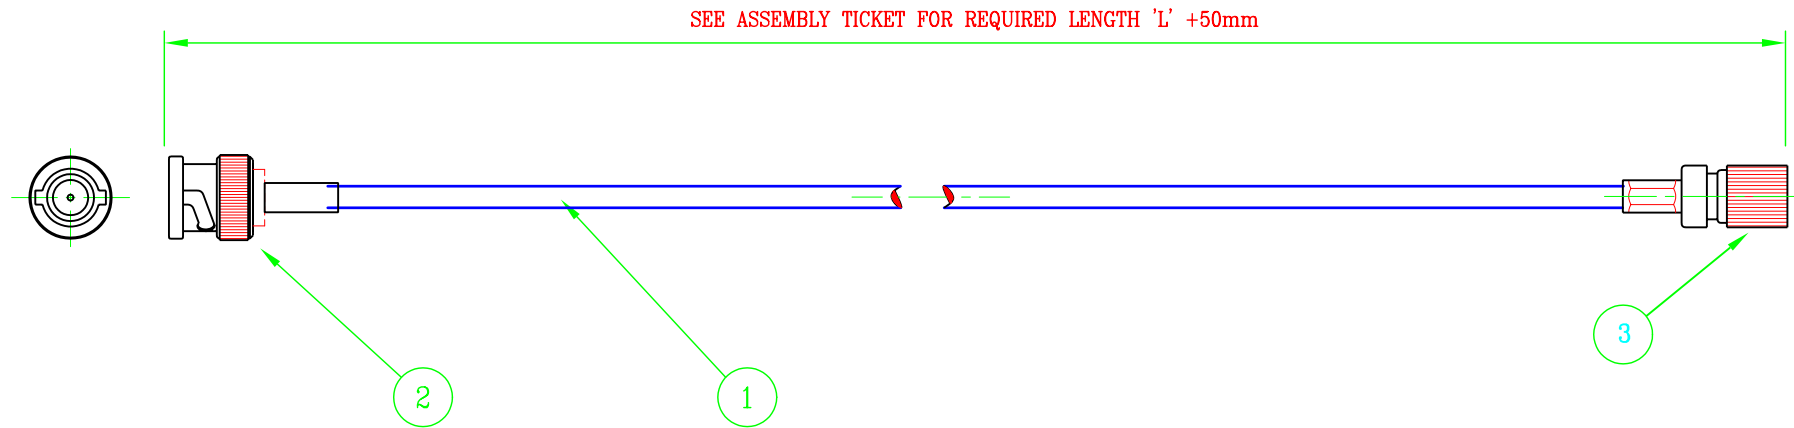 SEE ASSEMBLY TICKET FOR REQUIRED LENGTH 'L' +50mm
3
2
1